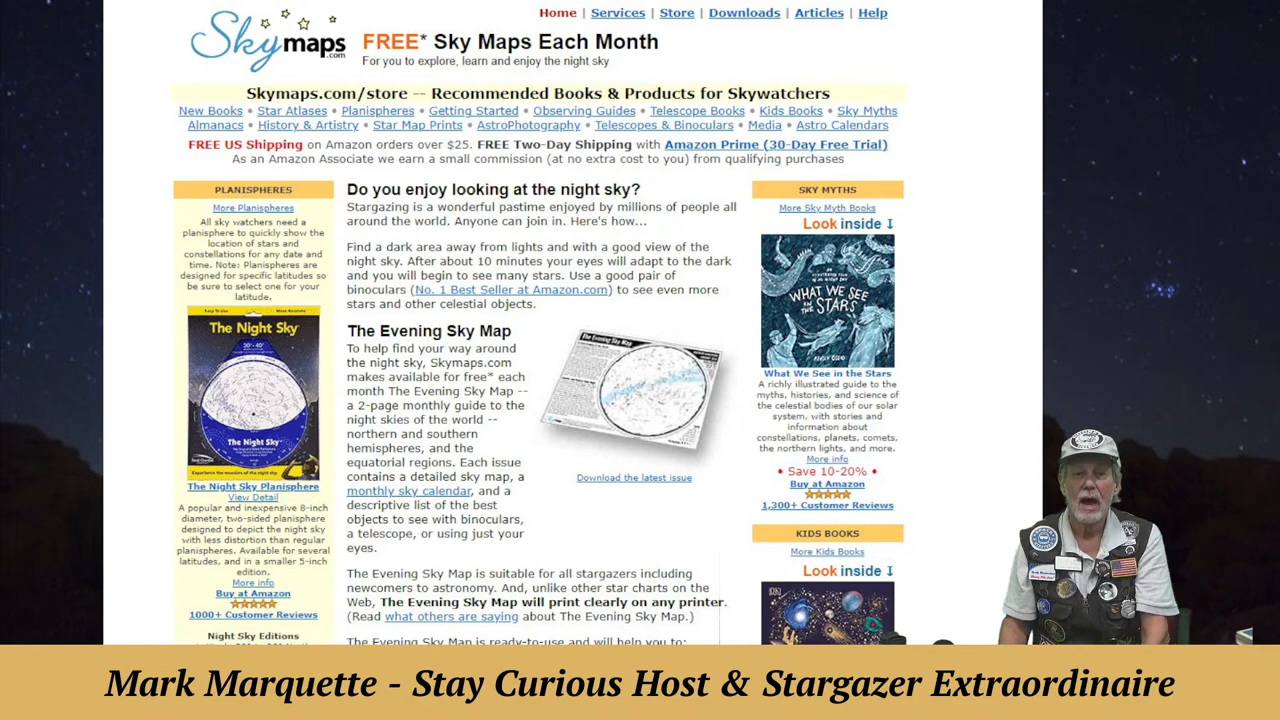 Skymaps.com
Home | Services | Store | Downloads | Articles | Help
FREE* Sky Maps Each Month
For you to explore, learn and enjoy the night sky
Skymaps.com/store -- Recommended Books & Products for Skywatchers
New Books • Star Atlases • Planispheres • Getting Started • Observing Guides • Telescope Books • Kids Books • Sky Myths
Almanacs • History & Artistry • Star Map Prints • AstroPhotography • Telescopes & Binoculars • Media • Astro Calendars
FREE US Shipping on Amazon orders over $25. FREE Two-Day Shipping with Amazon Prime (30-Day Free Trial)
As an Amazon Associate we earn a small commission (at no extra cost to you) from qualifying purchases
PLANISPHERES
More Planispheres
All sky watchers need a
planisphere to quickly show the
location of stars and
constellations for any date and
time. Note: Planispheres are
designed for specific latitudes so
be sure to select one for your
latitude.
The Night Sky
30°-40°
The Night Sky
The Night Sky Planisphere
View Detail
A popular and inexpensive 8-inch
diameter, two-sided planisphere
designed to depict the night sky
with less distortion than regular
planispheres. Available for several
latitudes, and in a smaller 5-inch
edition.
More info
Buy at Amazon
1000+ Customer Reviews
Night Sky Editions
Do you enjoy looking at the night sky?
Stargazing is a wonderful pastime enjoyed by millions of people all
around the world. Anyone can join in. Here's how...
Find a dark area away from lights and with a good view of the
night sky. After about 10 minutes your eyes will adapt to the dark
and you will begin to see many stars. Use a good pair of
binoculars (No. 1 Best Seller at Amazon.com) to see even more
stars and other celestial objects.
The Evening Sky Map
To help find your way around
the night sky, Skymaps.com
makes available for free* each
month The Evening Sky Map --
a 2-page monthly guide to the
night skies of the world --
northern and southern
hemispheres, and the
equatorial regions. Each issue
contains a detailed sky map, a
monthly sky calendar, and a
descriptive list of the best
objects to see with binoculars,
a telescope, or using just your
eyes.
The Evening Sky Map
Download the latest issue
The Evening Sky Map is suitable for all stargazers including
newcomers to astronomy. And, unlike other star charts on the
Web, The Evening Sky Map will print clearly on any printer.
(Read what others are saying about The Evening Sky Map.)
The Evening Sky Map is ready-to-use and will help you to:
SKY MYTHS
More Sky Myth Books
Look inside
WHAT WE SEE
IN THE
STARS
What We See in the Stars
A richly illustrated guide to the
myths, histories, and science of
the celestial bodies of our solar
system, with stories and
information about
constellations, planets, comets,
the northern lights, and more.
More info
• Save 10-20% •
Buy at Amazon
1,300+ Customer Reviews
KIDS BOOKS
More Kids Books
Look inside
DK
Mark Marquette - Stay Curious Host & Stargazer Extraordinaire